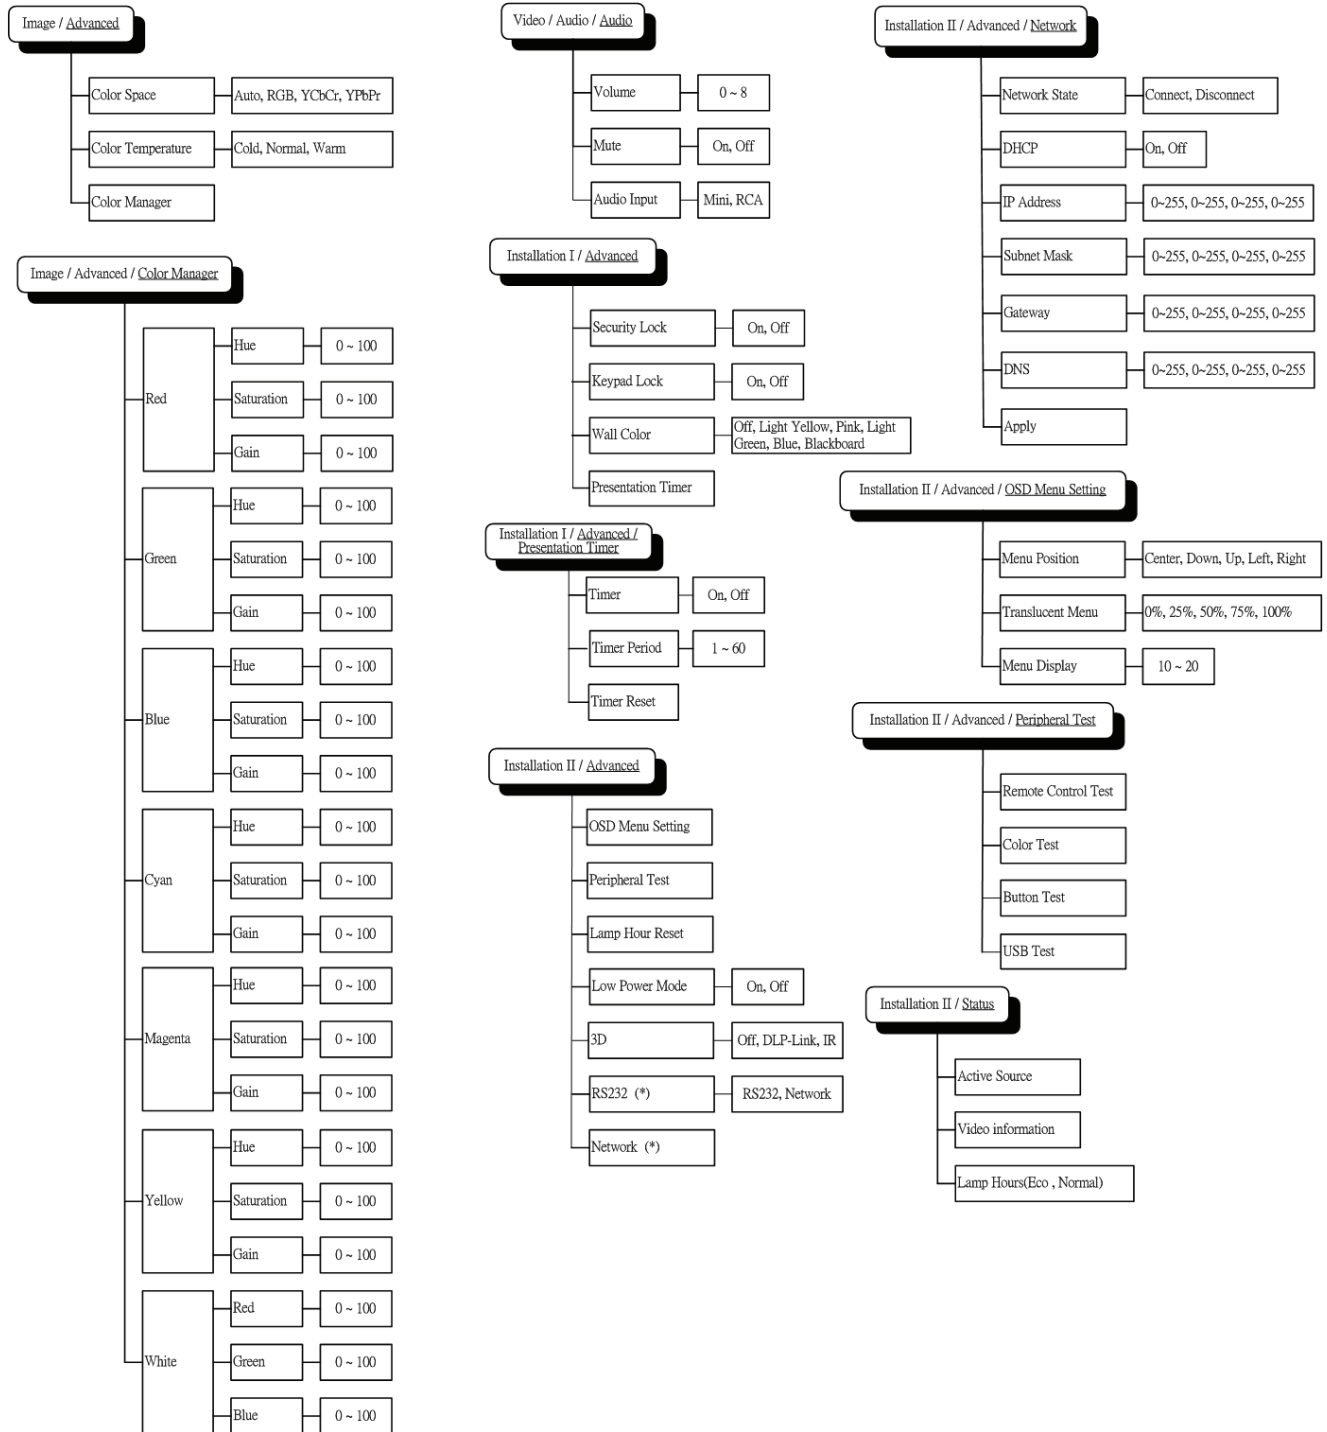 Image / Advanced
Color Space
Auto, RGB, YCbCr, YPbPr
Color Temperature
Cold, Normal, Warm
Color Manager
Image / Advanced / Color Manager
Red
Hue
0 ~ 100
Saturation
0 ~ 100
Gain
0 ~ 100
Green
Hue
0 ~ 100
Saturation
0 ~ 100
Gain
0 ~ 100
Blue
Hue
0 ~ 100
Saturation
0 ~ 100
Gain
0 ~ 100
Cyan
Hue
0 ~ 100
Saturation
0 ~ 100
Gain
0 ~ 100
Magenta
Hue
0 ~ 100
Saturation
0 ~ 100
Gain
0 ~ 100
Yellow
Hue
0 ~ 100
Saturation
0 ~ 100
Gain
0 ~ 100
White
Red
0 ~ 100
Green
0 ~ 100
Blue
0 ~ 100
Video / Audio / Audio
Volume
0 ~ 8
Mute
On, Off
Audio Input
Mini, RCA
Installation I / Advanced
Security Lock
On, Off
Keypad Lock
On, Off
Wall Color
Off, Light Yellow, Pink, Light
Green, Blue, Blackboard
Presentation Timer
Installation I / Advanced /
Presentation Timer
Timer
On, Off
Timer Period
1 ~ 60
Timer Reset
Installation II / Advanced
OSD Menu Setting
Peripheral Test
Lamp Hour Reset
Low Power Mode
On, Off
3D
Off, DLP-Link, IR
RS232 (*)
RS232, Network
Network (*)
Installation II / Advanced / Network
Network State
Connect, Disconnect
DHCP
On, Off
IP Address
0~255, 0~255, 0~255, 0~255
Subnet Mask
0~255, 0~255, 0~255, 0~255
Gateway
0~255, 0~255, 0~255, 0~255
DNS
0~255, 0~255, 0~255, 0~255
Apply
Installation II / Advanced / OSD Menu Setting
Menu Position
Center, Down, Up, Left, Right
Translucent Menu
0%, 25%, 50%, 75%, 100%
Menu Display
10 ~ 20
Installation II / Advanced / Peripheral Test
Remote Control Test
Color Test
Button Test
USB Test
Installation II / Status
Active Source
Video information
Lamp Hours(Eco , Normal)